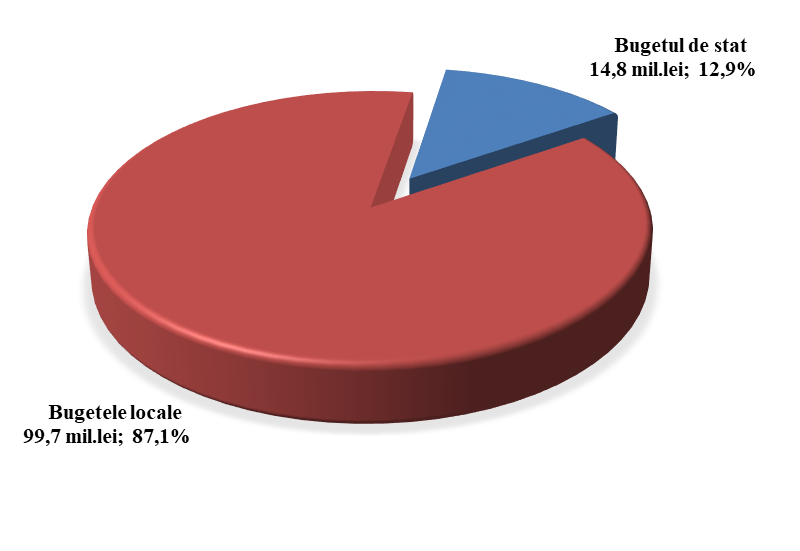 Bugetul de stat
14,8 mil.lei;  12,9%
Bugetele locale
99,7 mil.lei;  87,1%